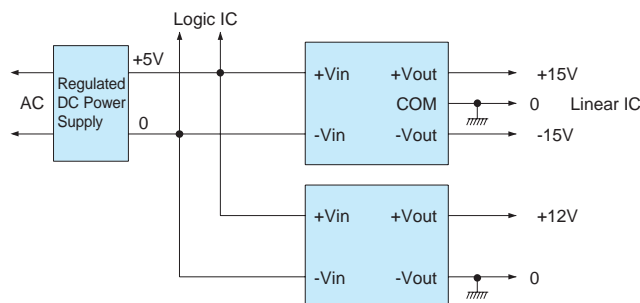 Logic IC
+5V
Regulated
DC Power
Supply
AC
0
+Vin
+Vout
+15V
COM
0
Linear IC
-Vin
-Vout
-15V
+Vin
+Vout
+12V
-Vin
-Vout
0